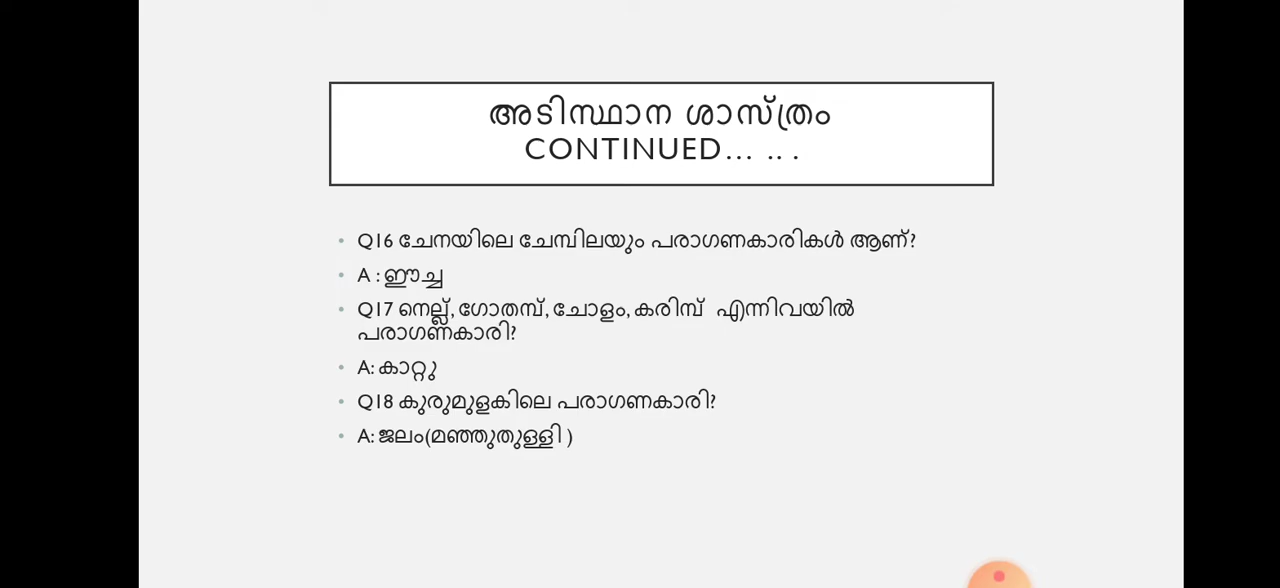 അടിസ്ഥാന ശാസ്ത്രം
CONTINUED... .. .
• Q16 ചേനയിലെ ചേമ്പിലയും പരാഗണകാരികൾ ആണ്?
• A : ഈച്ച
• Q17 നെല്ല്, ഗോതമ്പ്, ചോളം, കരിമ്പ് എന്നിവയിൽ
പരാഗണകാരി?
• A: കാറ്റു
• Q18 കുരുമുളകിലെ പരാഗണകാരി?
• A: ജലം(മഞ്ഞുതുള്ളി )